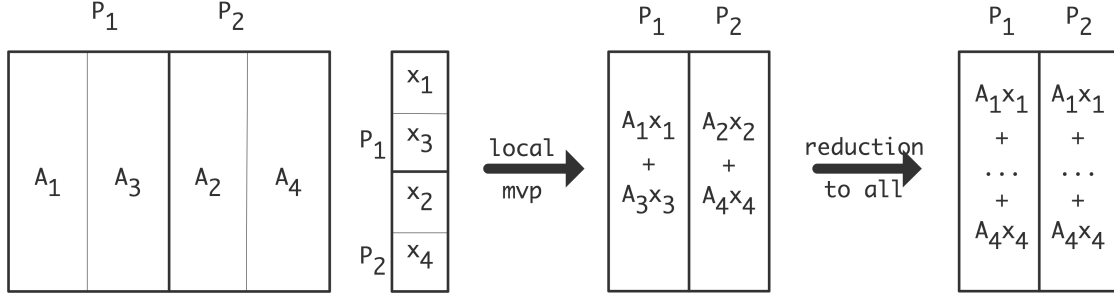 P1 P2
A1 A3 A2 A4
P1
P2
x1
x3
x2
x4
local
mvp
P1 P2
A1x1 A2x2
+ +
A3x3 A4x4
reduction
to all
P1 P2
A1x1 A1x1
+ +
... ...
+ +
A4x4 A4x4